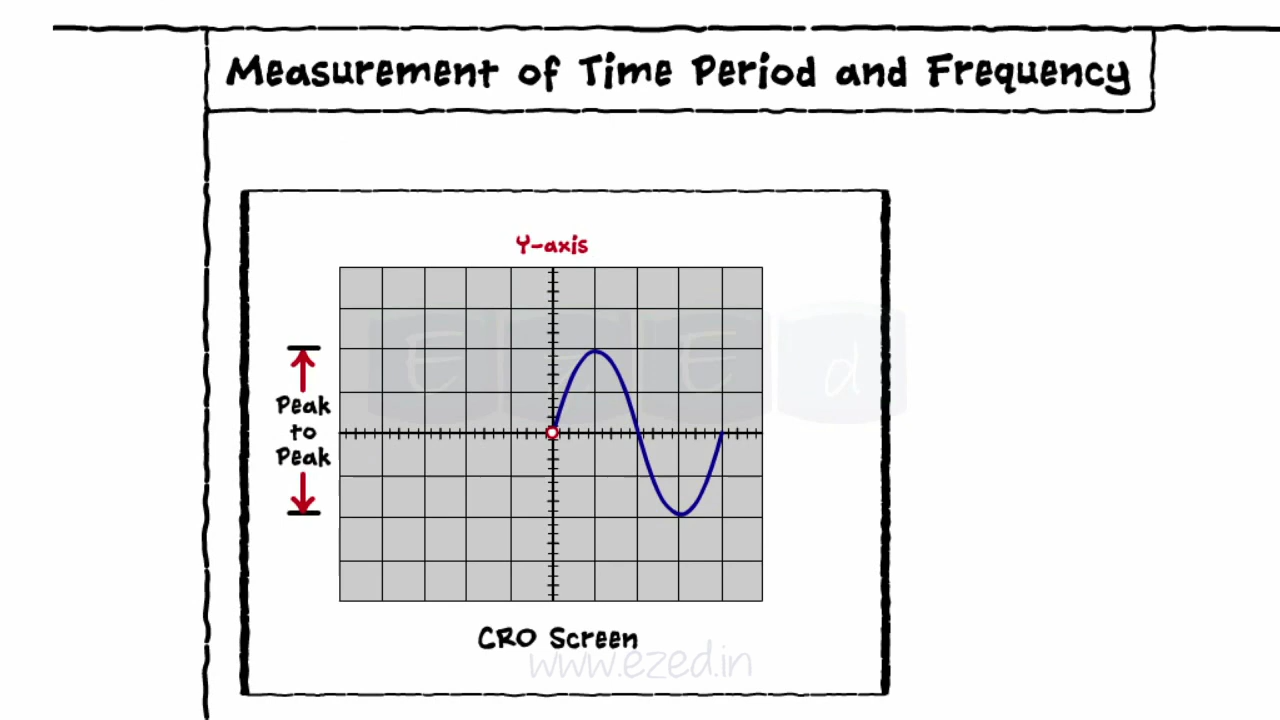 Measurement of Time Period and Frequency
Y-axis
E z E d
Peak
to
Peak
CRO Screen
www.ezed.in